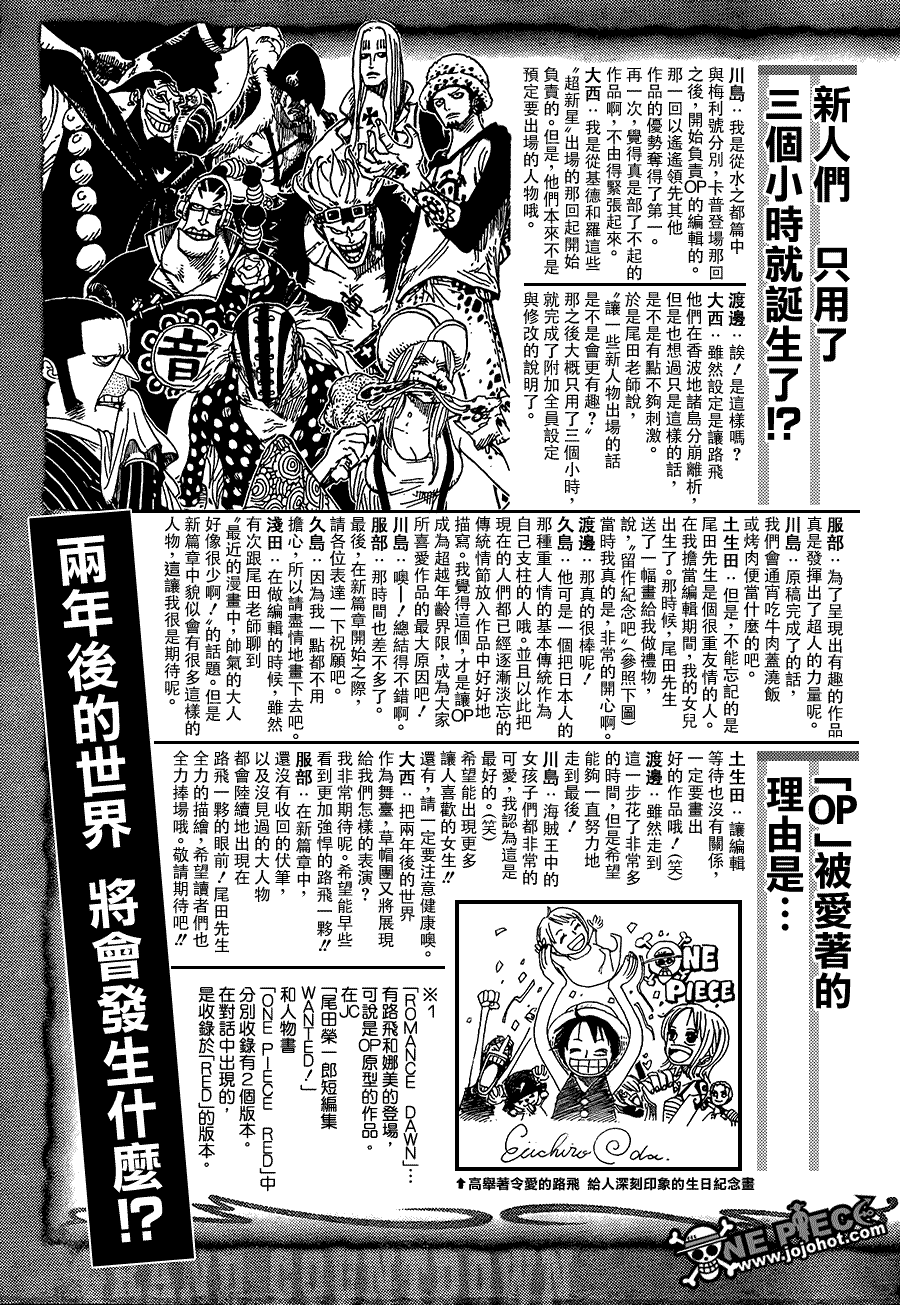 新人們 只用了
三個小時就誕生了!?
川島：我是從水之都篇中
與梅利號分別，卡普登場那回
之後，開始負責OP的編輯的。
那一回以遙遙領先其他
作品的優勢奪得了第一。
再一次，覺得真是部了不起的
作品啊，不由得緊張起來。
大西：我是從基德和羅這些
〝超新星〞出場的那回起開始
負責的。但是，他們本來不是
預定要出場的人物哦。
渡邊：誒！是這樣嗎？
大西：雖然設定是讓路飛
他們在香波地諸島分崩離析，
但是也想過只是這樣的話，
是不是有點不夠刺激。
於是尾田老師說，
〝讓一些新人物出場的話
是不是會更有趣？〞
那之後大概只用了三個小時，
就完成了附加全員設定
與修改的說明了。
音
服部：為了呈現出有趣的作品
真是發揮出了超人的力量呢。
川島：原稿完成了的話，
我們會通宵吃牛肉蓋澆飯
或烤肉便當什麼的吧。
土生田：但是，不能忘記的是
尾田先生是個很重友情的人。
在我擔當編輯期間，我的女兒
出生了。那時候，尾田先生
送了一幅畫給我做禮物，
說，〝留作紀念吧〞(參照下圖)
當時我真的是，非常的開心啊。
渡邊：那真的很棒呢！
久島：他可是一個把日本人的
那種重人情的基本傳統作為
自己支柱的人哦。並且以此把
現在的人們都已經逐漸淡忘的
傳統情節放入作品中好好地
描寫。我覺得這個，才是讓OP
成為超越年齡界限，成為大家
所喜愛作品的最大原因吧！
川島：噢—！總結得不錯啊。
服部：那時間也差不多了。
最後，在新篇章開始之際，
請各位表達一下祝願吧。
久島：因為我一點都不用
擔心，所以請盡情地畫下去吧。
淺田：在做編輯的時候，雖然
有次跟尾田老師聊到
〝最近的漫畫中，帥氣的大人
好像很少啊！〞的話題。但是
新篇章中貌似會有很多這樣的
人物，這讓我很是期待呢。
「OP」被愛著的
理由是…
土生田：讓編輯
等待也沒有關係，
一定要畫出
好的作品哦！(笑)
渡邊：雖然走到
這一步花了非常多
的時間，但是希望
能夠一直努力地
走到最後！
川島：海賊王中的
女孩子們都非常的
可愛，我認為這是
最好的。(笑)
希望能出現更多
讓人喜歡的女生!!
還有，請一定要注意健康噢。
大西：把兩年後的世界
作為舞臺，草帽團又將展現
給我們怎樣的表演？
我非常期待呢。希望能早些
看到更加強悍的路飛一夥!!
服部：在新篇章中，
還沒有收回的伏筆，
以及沒見過的大人物
都會陸續地出現在
路飛一夥的眼前！尾田先生
全力的描繪，希望讀者們也
全力捧場哦。敬請期待吧!!
ONE
PIECE
Eiichiro Oda.
⬆高舉著令愛的路飛 給人深刻印象的生日紀念畫
※1
「ROMANCE DAWN」…
有路飛和娜美的登場，
可說是OP原型的作品。
在JC
「尾田榮一郎短編集
WANTED！」
和人物書
「ONE PIECE RED」中
分別收录有2個版本。
在對話中出現的，
是收錄於「RED」的版本。
兩年後的世界 將會發生什麼!?
ONE PIECE
www.jojohot.com